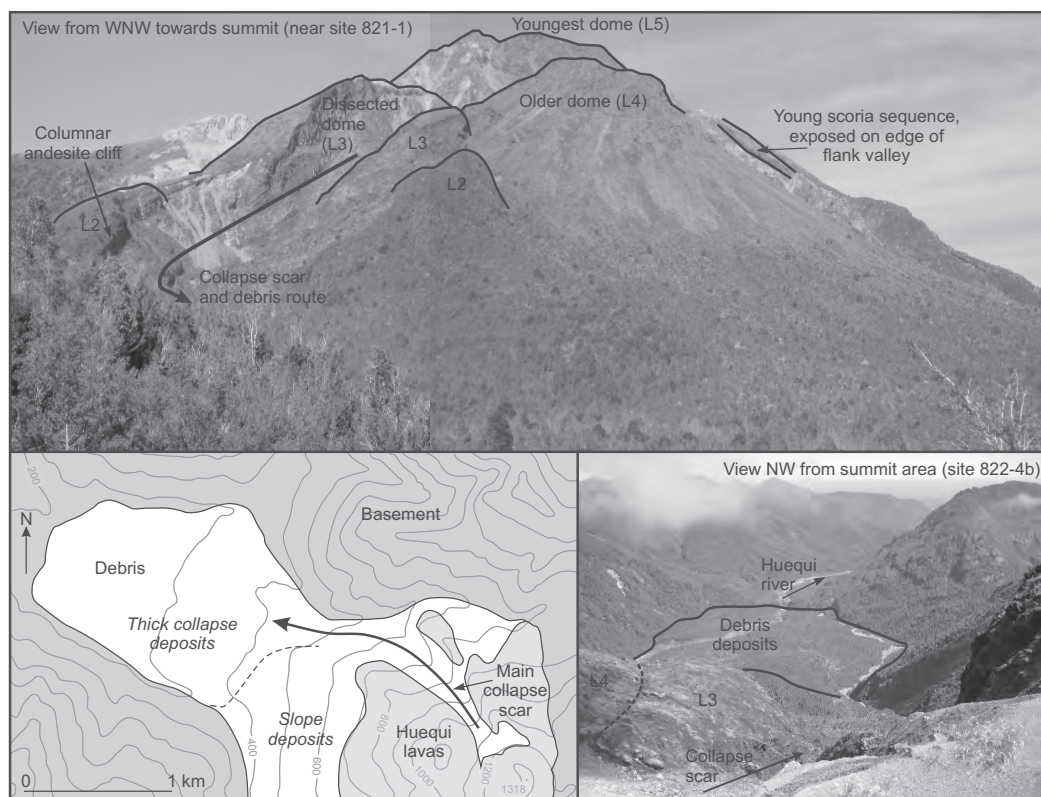 View from WNW towards summit (near site 821-1)
Youngest dome (L5)
Dissected
dome
(L3)
Older dome (L4)
Columnar
andesite cliff
Young scoria sequence,
exposed on edge of
flank valley
L3
L2
L2
Collapse scar
and debris route
200
N
Basement
Debris
Thick collapse
deposits
Main
collapse
scar
Slope
deposits
Huequi
lavas
400
600
800
1000
1200
1318
0
1 km
View NW from summit area (site 822-4b)
Huequi
river
Debris
deposits
L4
L3
Collapse
scar